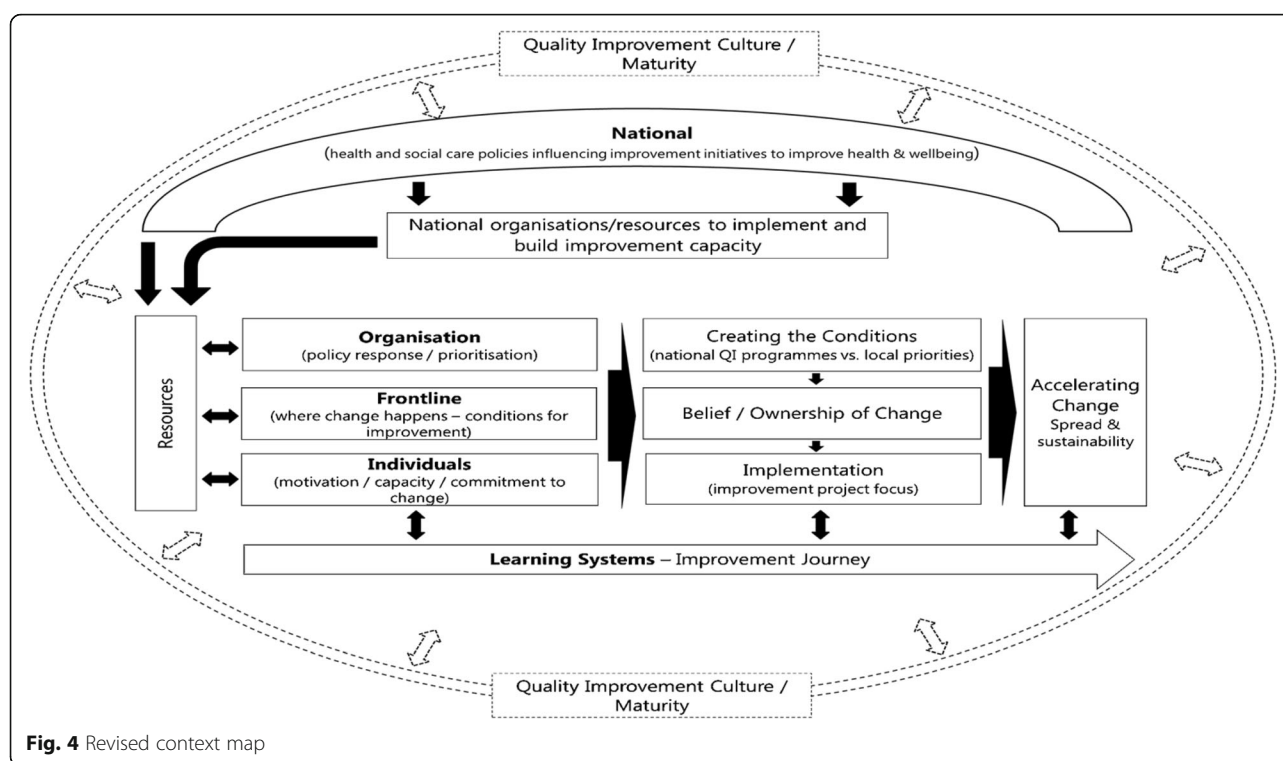 Quality Improvement Culture /
Maturity
National
(health and social care policies influencing improvement initiatives to improve health & wellbeing)
National organisations/resources to implement and
build improvement capacity
Resources
Organisation
(policy response / prioritisation)
Frontline
(where change happens – conditions for
improvement)
Individuals
(motivation / capacity / commitment to
change)
Creating the Conditions
(national QI programmes vs. local priorities)
Belief / Ownership of Change
Implementation
(improvement project focus)
Accelerating
Change
Spread &
sustainability
Learning Systems – Improvement Journey
Quality Improvement Culture /
Maturity
Fig. 4 Revised context map